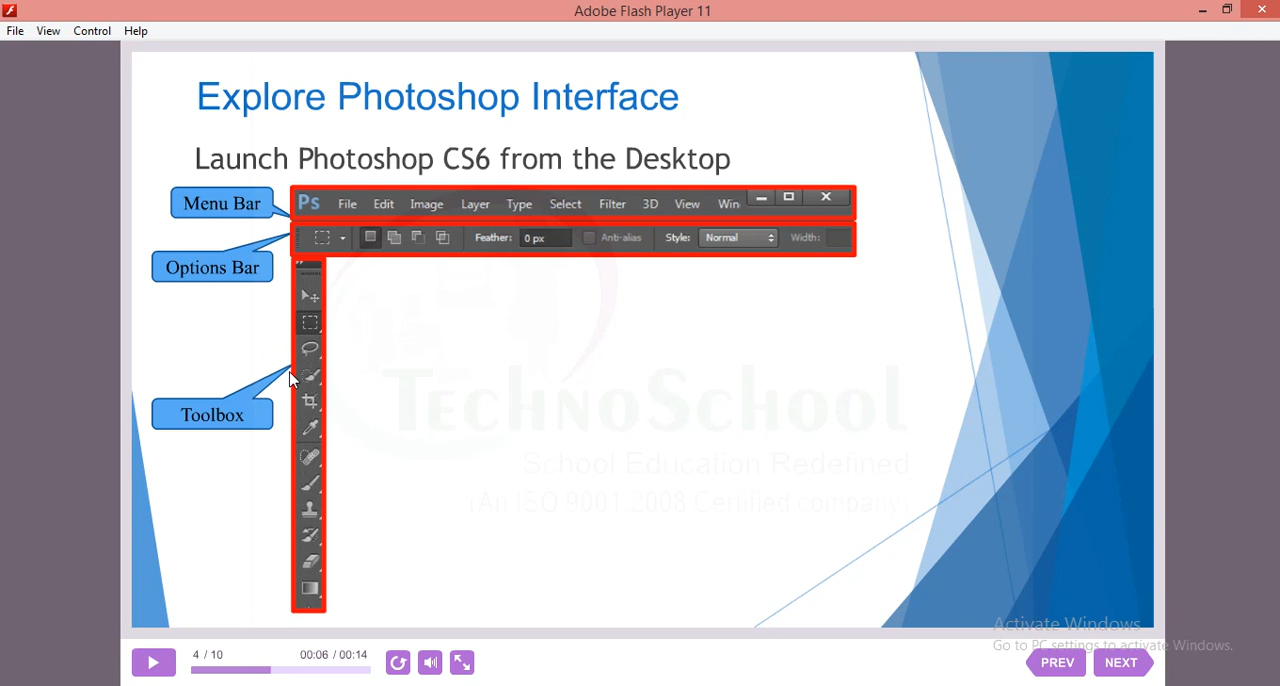 Adobe Flash Player 11
File View Control Help
Explore Photoshop Interface
Launch Photoshop CS6 from the Desktop
Menu Bar
Ps File Edit Image Layer Type Select Filter 3D View Win
Options Bar
Feather: 0 px Anti-alias Style: Normal Width:
Toolbox
TechnoSchool
School Education Redefined
(An ISO 9001:2008 Certified company)
Activate Windows
Go to PC settings to activate Windows.
4 / 10 00:06 / 00:14
PREV NEXT